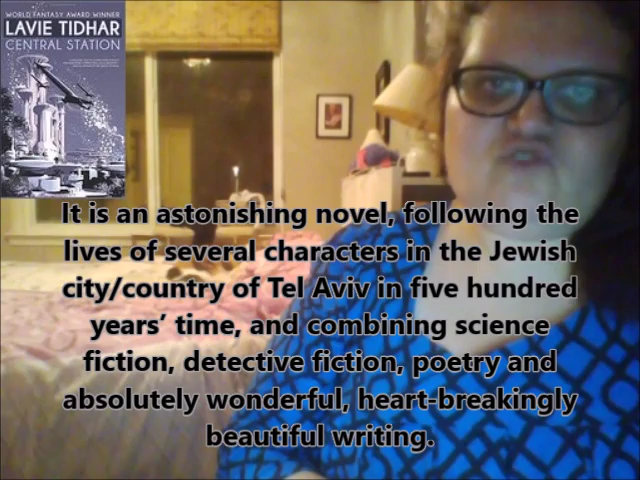 WORLD FANTASY AWARD WINNER
LAVIE TIDHAR
CENTRAL STATION
It is an astonishing novel, following the
lives of several characters in the Jewish
city/country of Tel Aviv in five hundred
years’ time, and combining science
fiction, detective fiction, poetry and
absolutely wonderful, heart-breakingly
beautiful writing.